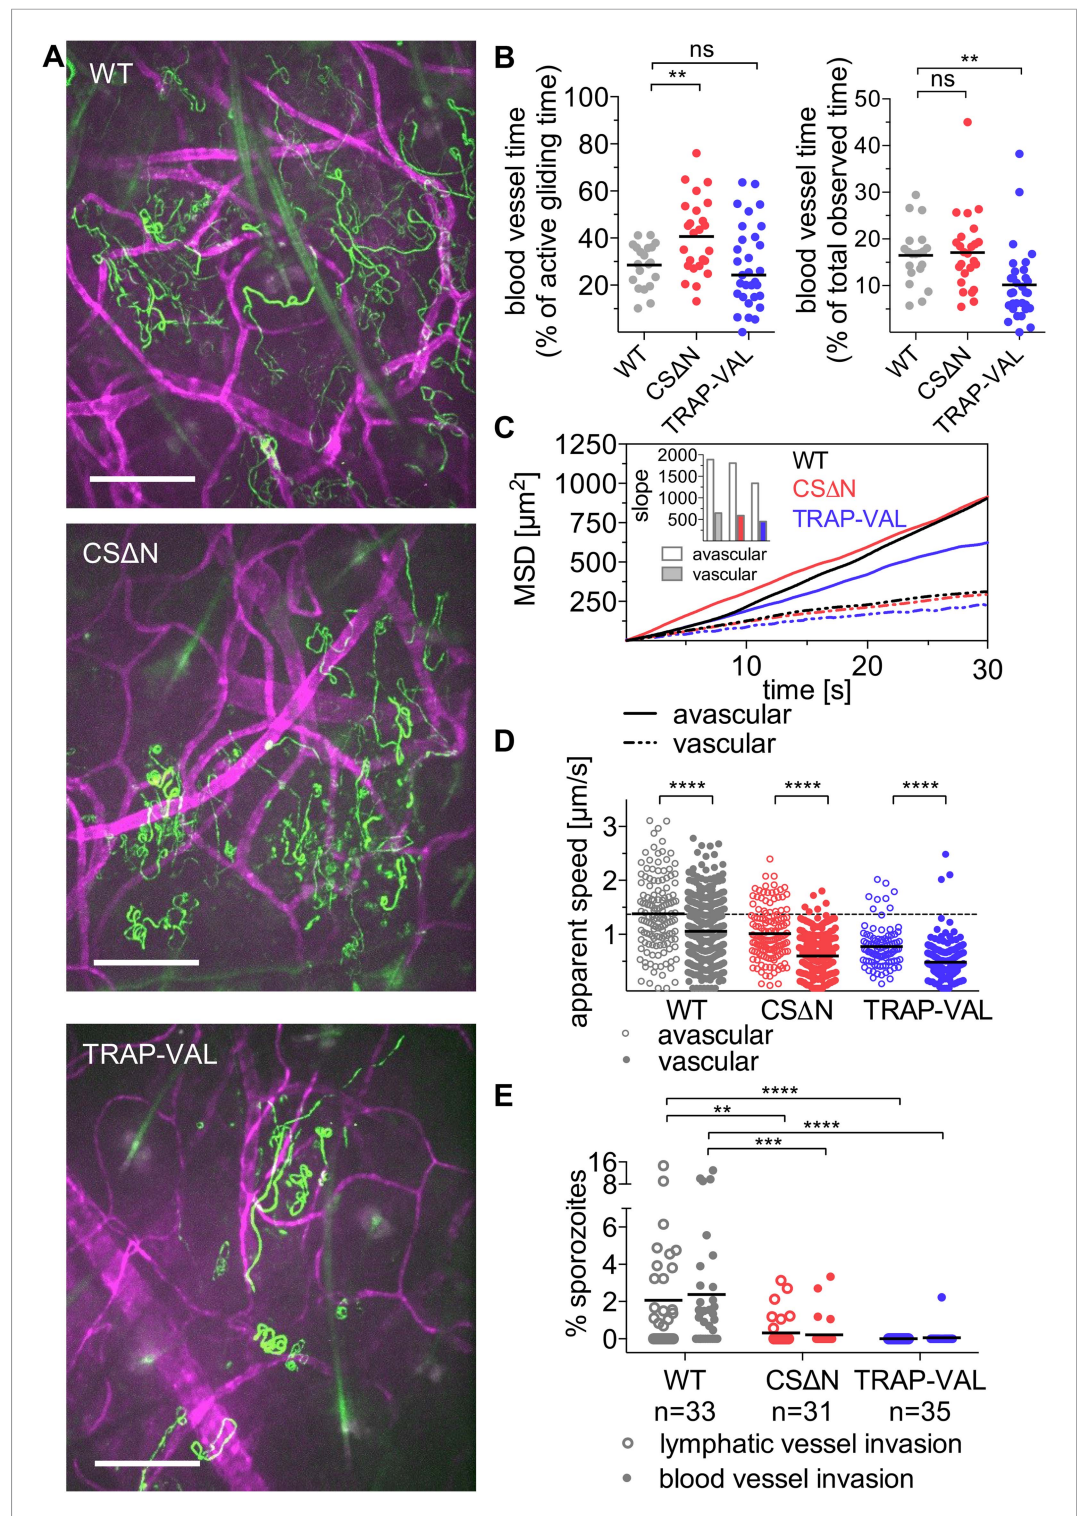 A
WT
CSΔN
TRAP-VAL
B
blood vessel time
(% of active gliding time)
100
80
60
40
20
ns
**
WT
CSΔN
TRAP-VAL
blood vessel time
(% of total observed time)
50
40
30
20
10
**
ns
WT
CSΔN
TRAP-VAL
C
MSD [µm²]
1250
1000
750
500
250
slope
2000
1500
1000
500
avascular
vascular
WT
CSΔN
TRAP-VAL
10
20
30
time [s]
avascular
vascular
D
apparent speed [µm/s]
3
2
1
****
****
****
WT
CSΔN
TRAP-VAL
avascular
vascular
E
% sporozoites
16
8
6
4
2
0
****
**
****
***
WT
CSΔN
TRAP-VAL
n=33
n=31
n=35
lymphatic vessel invasion
blood vessel invasion